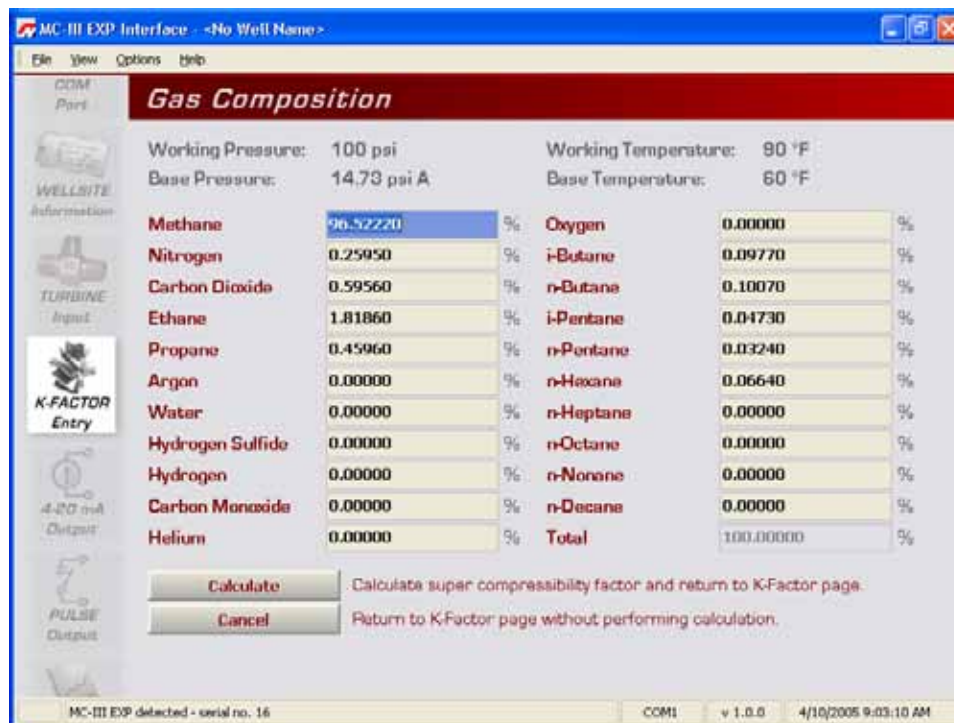 MC-III EXP Interface - <No Well Name>
File View Options Help
COM Port
WELLSITE Information
TURBINE Input
K-FACTOR Entry
4-20 mA Output
PULSE Output
Gas Composition
Working Pressure: 100 psi Working Temperature: 90 °F
Base Pressure: 14.73 psi A Base Temperature: 60 °F
Methane 96.52220 % Oxygen 0.00000 %
Nitrogen 0.25950 % i-Butane 0.09770 %
Carbon Dioxide 0.59560 % n-Butane 0.10070 %
Ethane 1.81860 % i-Pentane 0.04730 %
Propane 0.45960 % n-Pentane 0.03240 %
Argon 0.00000 % n-Hexane 0.06640 %
Water 0.00000 % n-Heptane 0.00000 %
Hydrogen Sulfide 0.00000 % n-Octane 0.00000 %
Hydrogen 0.00000 % n-Nonane 0.00000 %
Carbon Monoxide 0.00000 % n-Decane 0.00000 %
Helium 0.00000 % Total 100.00000 %
Calculate Calculate super compressibility factor and return to K-Factor page.
Cancel Return to K-Factor page without performing calculation.
MC-III EXP detected - serial no. 16 COM1 v 1.0.0 4/10/2005 9:03:10 AM